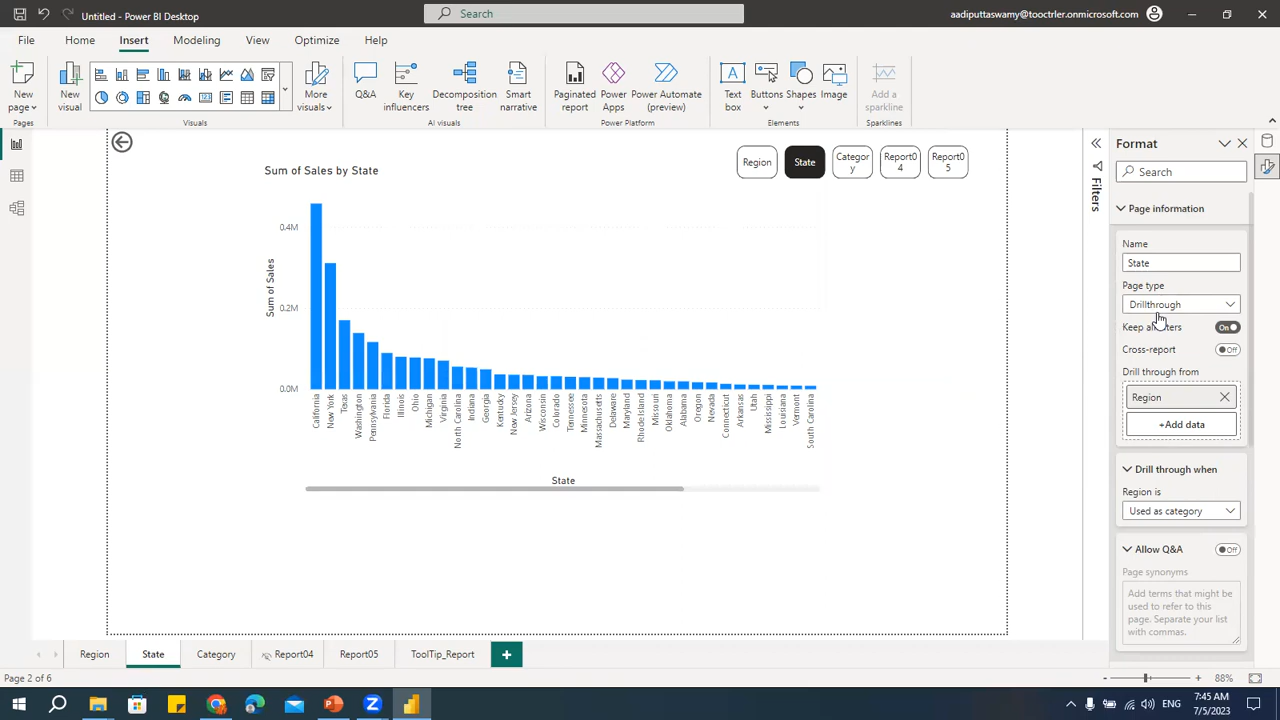 Untitled - Power BI Desktop
Search
aadiputtaswamy@tooctrler.onmicrosoft.com
File
Home
Insert
Modeling
View
Optimize
Help
New page
New visual
More visuals
Q&A
Key influencers
Decomposition tree
Smart narrative
Paginated report
Power Apps
Power Automate (preview)
Text box
Buttons
Shapes
Image
Add a sparkline
Pages
Visuals
AI visuals
Power Platform
Elements
Sparklines
Region
State
Categor
y
Report0
4
Report0
5
Sum of Sales by State
0.4M
0.2M
0.0M
Sum of Sales
California
New York
Texas
Washington
Pennsylvania
Florida
Illinois
Ohio
Michigan
Virginia
North Carolina
Indiana
Georgia
Kentucky
New Jersey
Arizona
Wisconsin
Colorado
Tennessee
Minnesota
Massachusetts
Delaware
Maryland
Rhode Island
Missouri
Oklahoma
Alabama
Oregon
Nevada
Connecticut
Arkansas
Utah
Mississippi
Louisiana
Vermont
South Carolina
State
Filters
Format
Search
Page information
Name
State
Page type
Drillthrough
Keep all filters
On
Cross-report
Off
Drill through from
Region
+Add data
Drill through when
Region is
Used as category
Allow Q&A
Off
Page synonyms
Add terms that might be
used to refer to this
page. Separate your list
with commas.
Region
State
Category
Report04
Report05
ToolTip_Report
Page 2 of 6
88%
ENG
7:45 AM
7/5/2023